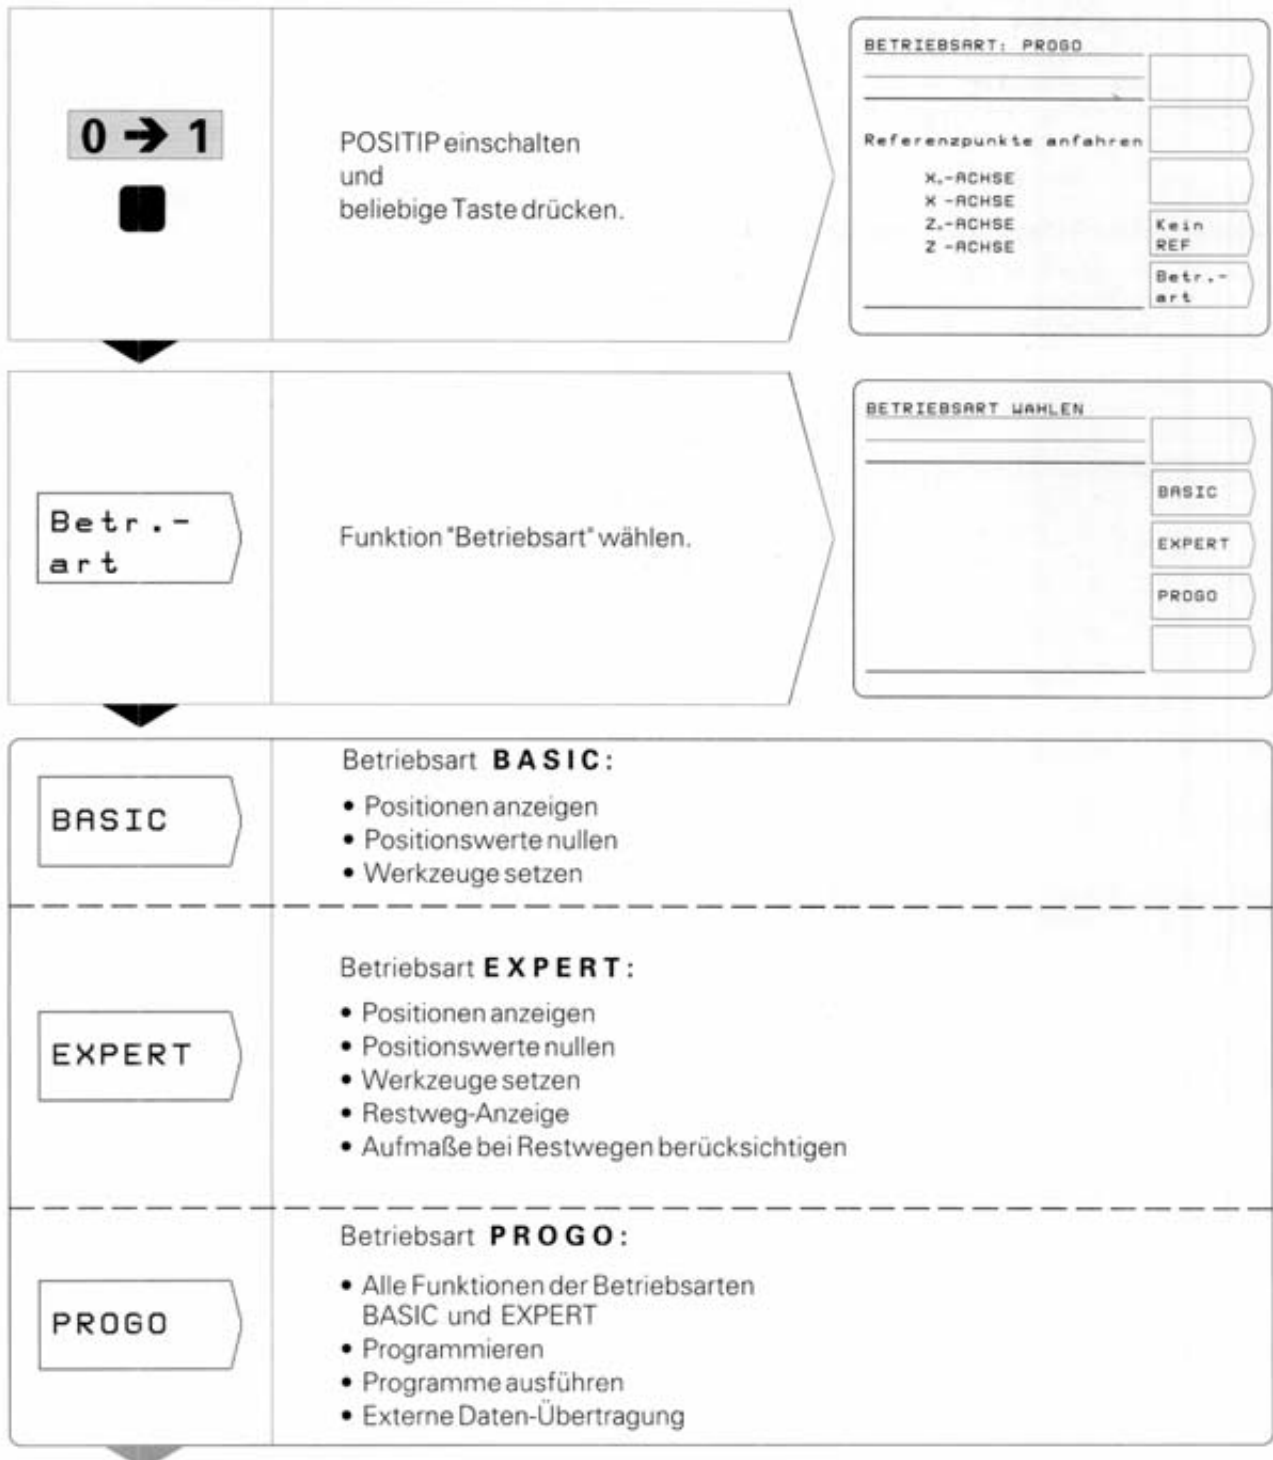 0 → 1
POSITIP einschalten
und
beliebige Taste drücken.
BETRIEBSART: PROGO
Referenzpunkte anfahren
X.-ACHSE
X -ACHSE
Z.-ACHSE
Z -ACHSE
Kein
REF
Betr.-
art
Betr.-
art
Funktion "Betriebsart" wählen.
BETRIEBSART WAHLEN
BASIC
EXPERT
PROGO
BASIC
Betriebsart BASIC:
• Positionen anzeigen
• Positionswerte nullen
• Werkzeuge setzen
EXPERT
Betriebsart EXPERT:
• Positionen anzeigen
• Positionswerte nullen
• Werkzeuge setzen
• Restweg-Anzeige
• Aufmaße bei Restwegen berücksichtigen
PROGO
Betriebsart PROGO:
• Alle Funktionen der Betriebsarten
BASIC und EXPERT
• Programmieren
• Programme ausführen
• Externe Daten-Übertragung